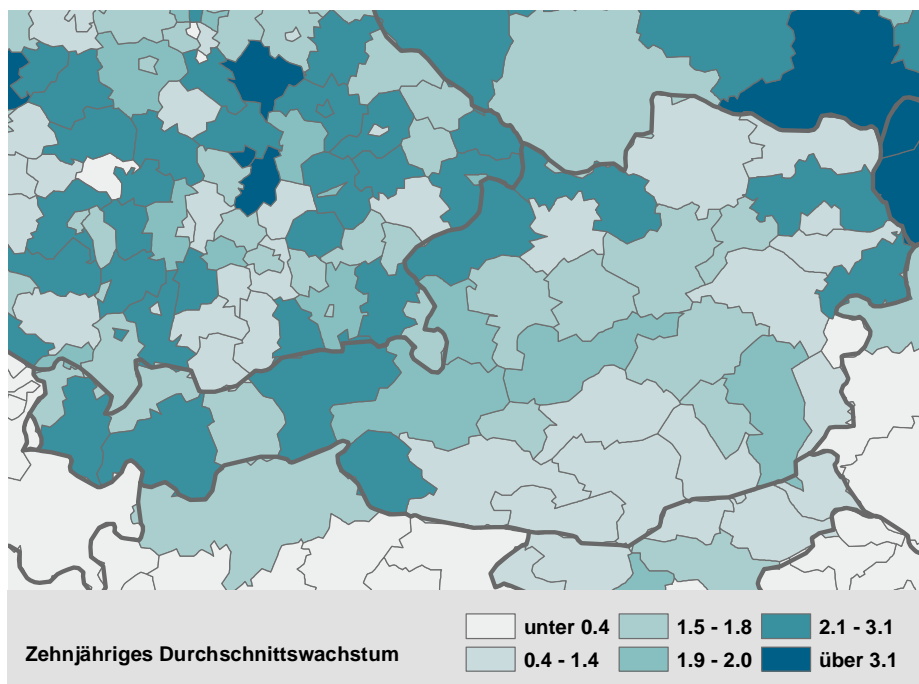 Zehnjähriges Durchschnittswachstum
unter 0.4
1.5 - 1.8
2.1 - 3.1
0.4 - 1.4
1.9 - 2.0
über 3.1